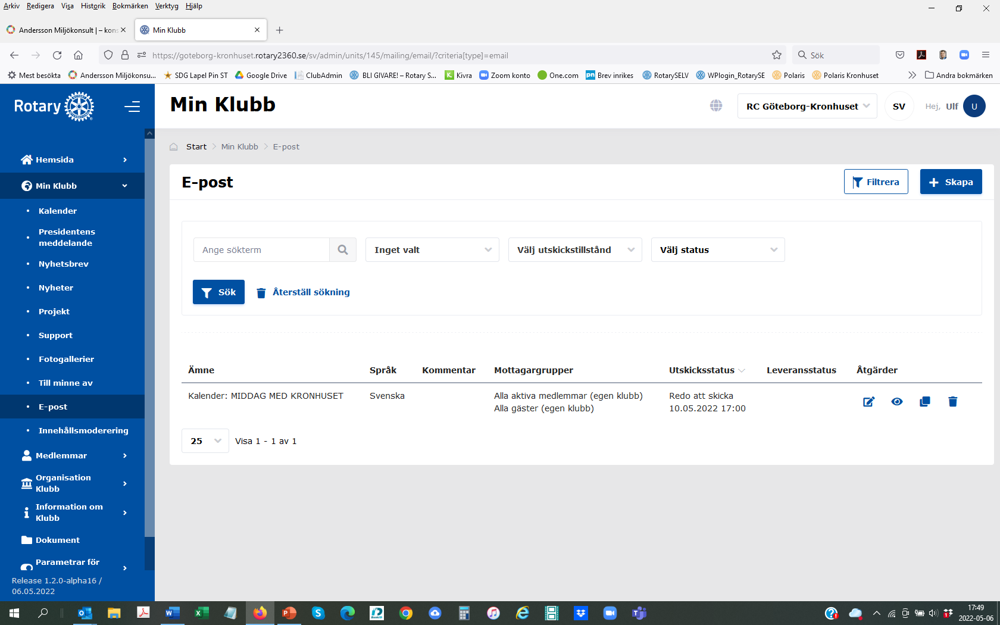 Arkiv Redigera Visa Historik Bokmärken Verktyg Hjälp
Andersson Miljökonsult | – kons Min Klubb
https://goteborg-kronhuset.rotary2360.se/sv/admin/units/145/mailing/email/?criteria[type]=email Sök
Mest besökta Andersson Miljökonsu... SDG Lapel Pin ST Google Drive ClubAdmin BLI GIVARE! – Rotary S... Kivra Zoom konto One.com Brev inrikes RotarySELV WPlogin_RotarySE Polaris Polaris Kronhuset Andra bokmärken
Rotary
Min Klubb
RC Göteborg-Kronhuset SV Hej, Ulf U
Start Min Klubb E-post
Hemsida
Min Klubb
Kalender
Presidentens
meddelande
Nyhetsbrev
Nyheter
Projekt
Support
Fotogallerier
Till minne av
E-post
Innehållsmoderering
Medlemmar
Organisation
Klubb
Information om
Klubb
Dokument
Parametrar för
Release 1.2.0-alpha16 /
06.05.2022
E-post
Filtrera Skapa
Ange sökterm Inget valt Välj utskickstillstånd Välj status
Sök Återställ sökning
Ämne Språk Kommentar Mottagargrupper Utskicksstatus Leveransstatus Åtgärder
Kalender: MIDDAG MED KRONHUSET Svenska Alla aktiva medlemmar (egen klubb) Redo att skicka
Alla gäster (egen klubb) 10.05.2022 17:00
25 Visa 1 - 1 av 1
17:49
2022-05-06